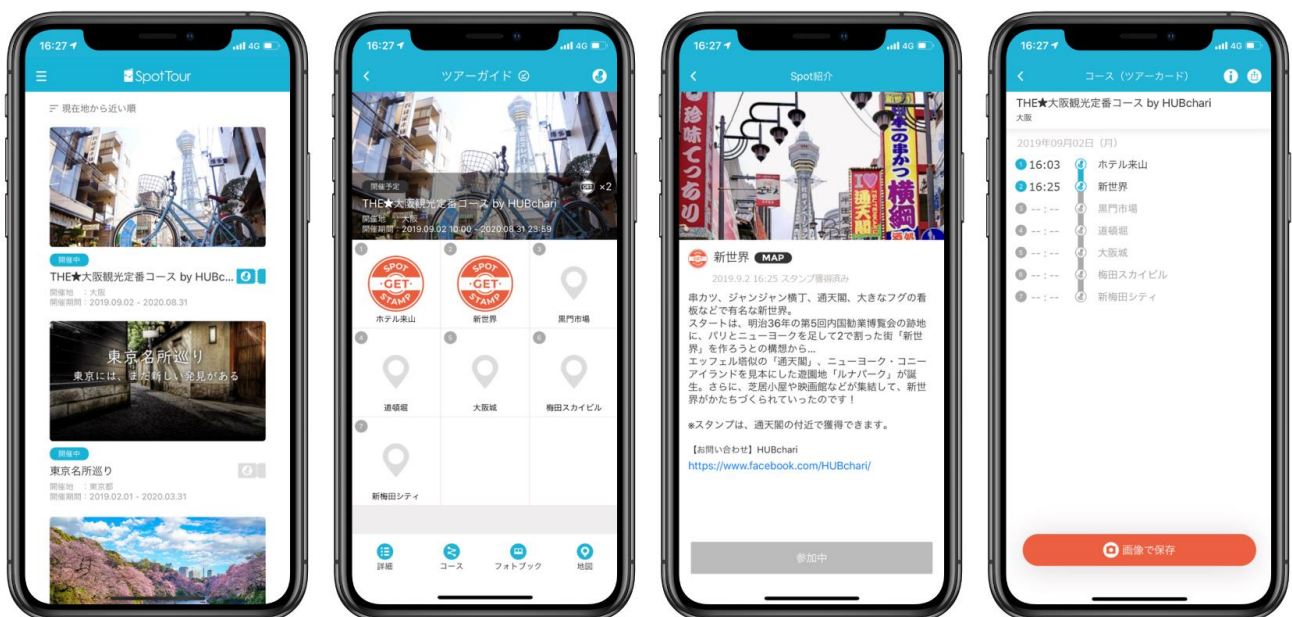 16:27
4G
SpotTour
現在地から近い順
開催中
THE★大阪観光定番コース by HUBc...
開催地 ：大阪
開催期間：2019.09.02 - 2020.08.31
東京名所巡り
東京には、まだ新しい発見がある
開催中
東京名所巡り
開催地 ：東京都
開催期間：2019.02.01 - 2020.03.31
16:27
4G
ツアーガイド
開催予定
×2
THE★大阪観光定番コース by HUBchari
開催地 ：大阪
開催期間：2019.09.02 10:00 - 2020.08.31 23:59
1
SPOT
GET
STAMP
ホテル来山
2
SPOT
GET
STAMP
新世界
3
黒門市場
4
道頓堀
5
大阪城
6
梅田スカイビル
7
新梅田シティ
詳細
コース
フォトブック
地図
16:27
4G
Spot紹介
珍味てっちり
日本一の串かつ 横綱
I ♥ 通天閣
GET
新世界
MAP
2019.9.2 16:25 スタンプ獲得済み
串カツ、ジャンジャン横丁、通天閣、大きなフグの看
板などで有名な新世界。
スタートは、明治36年の第5回内国勧業博覧会の跡地
に、パリとニューヨークを足して2で割った街「新世
界」を作ろうとの構想から...
エッフェル塔似の「通天閣」、ニューヨーク・コニー
アイランドを見本にした遊園地「ルナパーク」が誕
生。さらに、芝居小屋や映画館などが集結して、新世
界がかたちづくられていったのです！
※スタンプは、通天閣の付近で獲得できます。
【お問い合わせ】HUBchari
https://www.facebook.com/HUBchari/
参加中
16:27
4G
コース（ツアーカード）
THE★大阪観光定番コース by HUBchari
大阪
2019年09月02日（月）
1 16:03 ホテル来山
2 16:25 新世界
3 --:-- 黒門市場
4 --:-- 道頓堀
5 --:-- 大阪城
6 --:-- 梅田スカイビル
7 --:-- 新梅田シティ
画像で保存